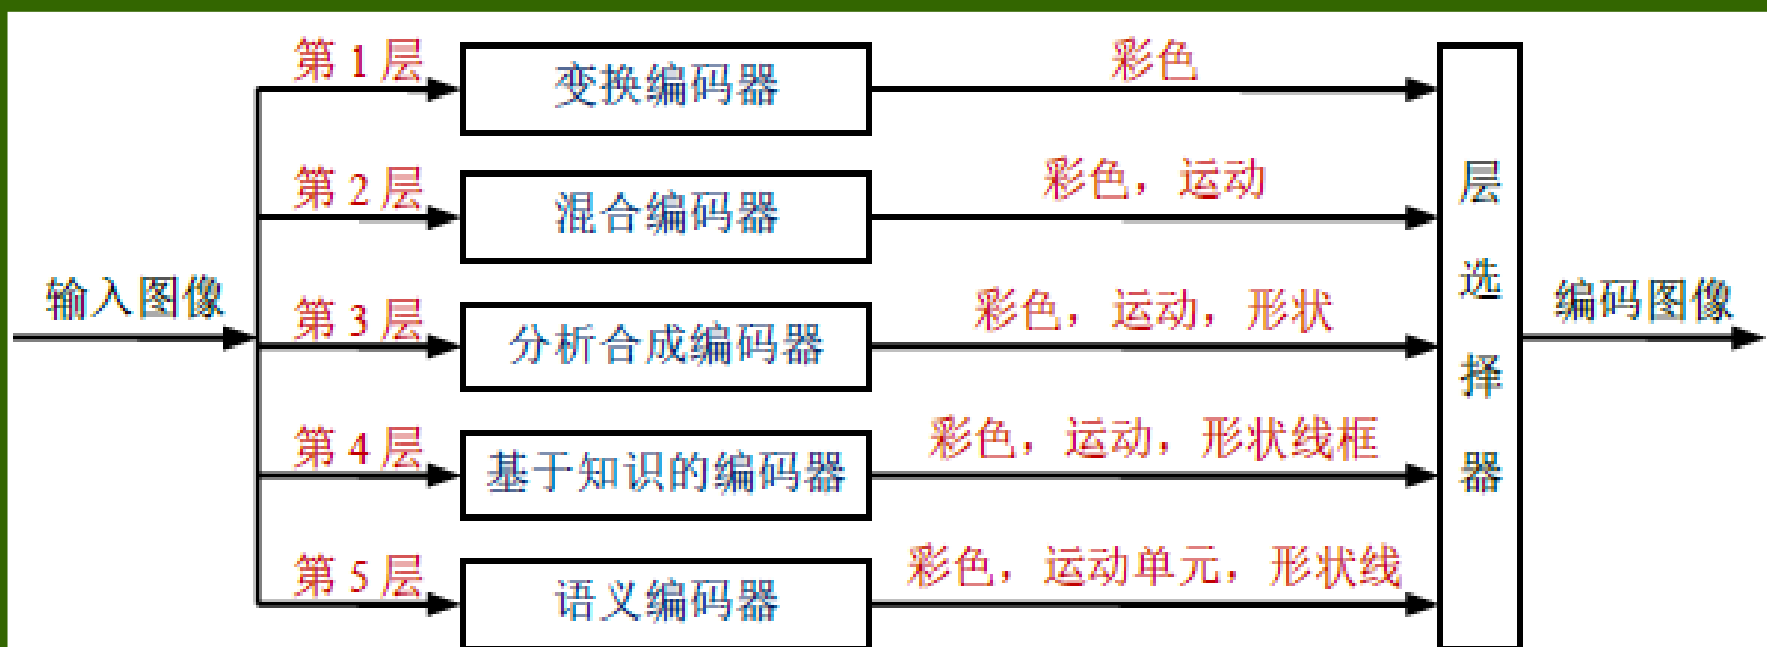 第 1 层
变换编码器
彩色
第 2 层
混合编码器
彩色，运动
输入图像
第 3 层
分析合成编码器
彩色，运动，形状
第 4 层
基于知识的编码器
彩色，运动，形状线框
第 5 层
语义编码器
彩色，运动单元，形状线
层选择器
编码图像